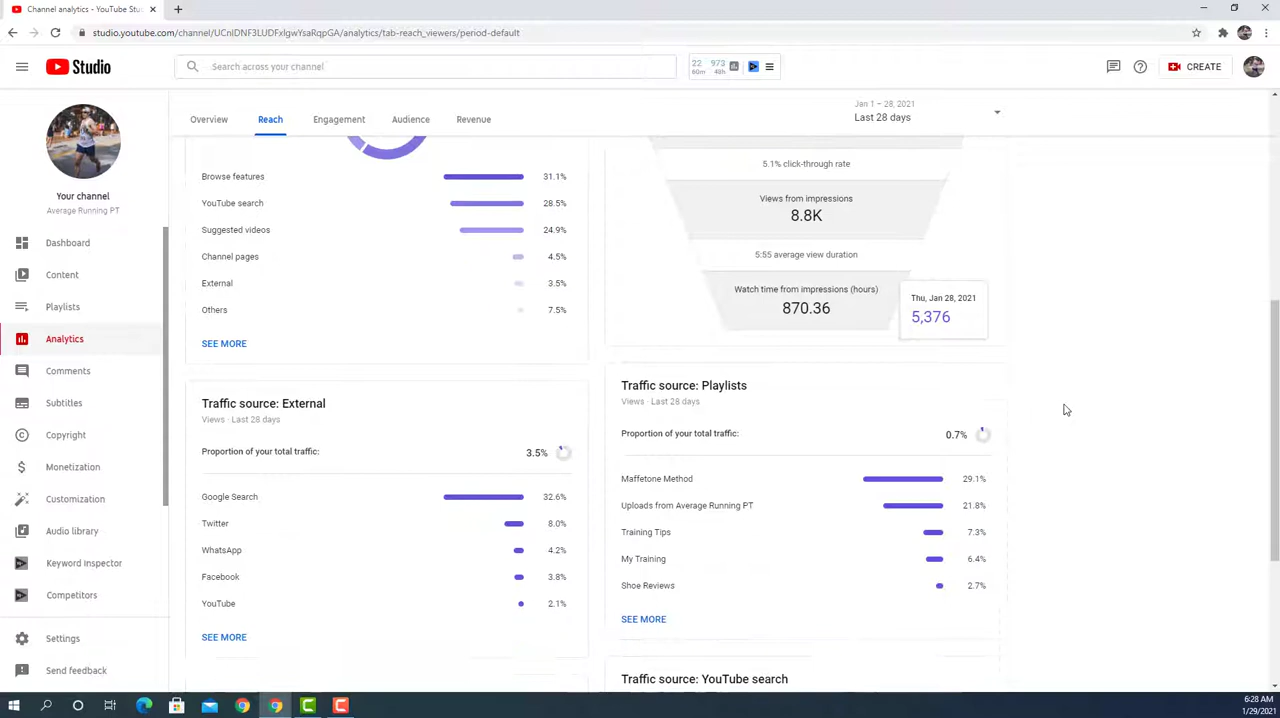 Channel analytics - YouTube Stu
studio.youtube.com/channel/UCnIDNF3LUDFxlgwYsaRqpGA/analytics/tab-reach_viewers/period-default
Studio
Search across your channel
22 973
60m 48h
CREATE
Overview
Reach
Engagement
Audience
Revenue
Jan 1 – 28, 2021
Last 28 days
Your channel
Average Running PT
Dashboard
Content
Playlists
Analytics
Comments
Subtitles
Copyright
Monetization
Customization
Audio library
Keyword Inspector
Competitors
Settings
Send feedback
Browse features 31.1%
YouTube search 28.5%
Suggested videos 24.9%
Channel pages 4.5%
External 3.5%
Others 7.5%
SEE MORE
5.1% click-through rate
Views from impressions
8.8K
5:55 average view duration
Watch time from impressions (hours)
870.36
Thu, Jan 28, 2021
5,376
Traffic source: External
Views · Last 28 days
Proportion of your total traffic: 3.5%
Google Search 32.6%
Twitter 8.0%
WhatsApp 4.2%
Facebook 3.8%
YouTube 2.1%
SEE MORE
Traffic source: Playlists
Views · Last 28 days
Proportion of your total traffic: 0.7%
Maffetone Method 29.1%
Uploads from Average Running PT 21.8%
Training Tips 7.3%
My Training 6.4%
Shoe Reviews 2.7%
SEE MORE
Traffic source: YouTube search
6:28 AM
1/29/2021